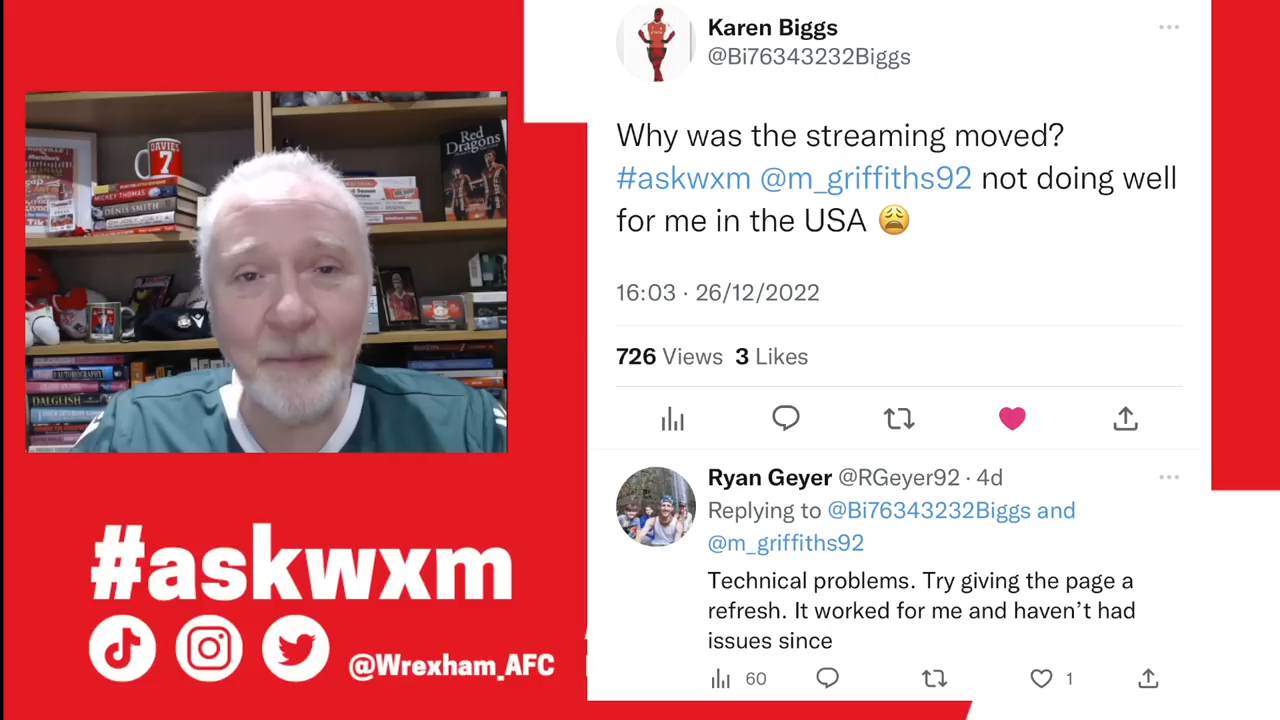 Karen Biggs
@Bi76343232Biggs
Why was the streaming moved?
#askwxm @m_griffiths92 not doing well
for me in the USA 😩
16:03 · 26/12/2022
726 Views 3 Likes
Ryan Geyer @RGeyer92 · 4d
Replying to @Bi76343232Biggs and
@m_griffiths92
Technical problems. Try giving the page a
refresh. It worked for me and haven’t had
issues since
60
1
DAVIES
7
MICKEY THOMAS
DENIS SMITH
Red
Dragons
AUTOBIOGRAPHY
DALGLISH
#askwxm
@Wrexham_AFC